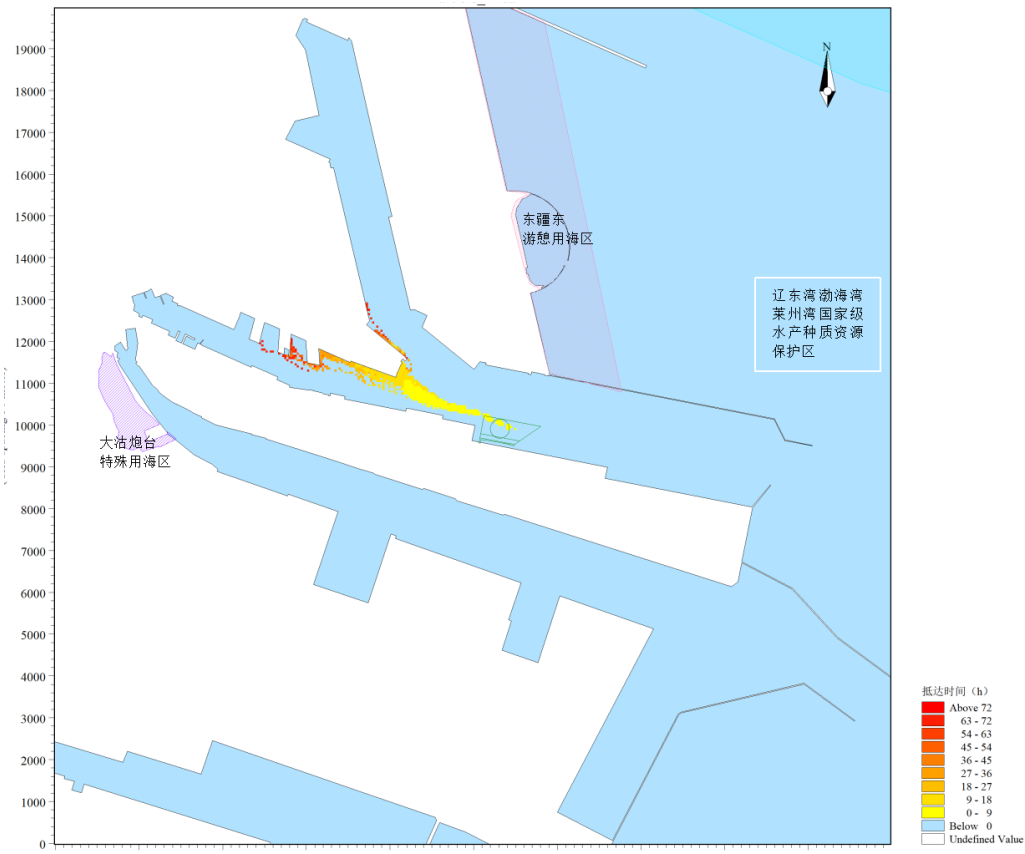 19000
18000
17000
16000
15000
14000
13000
12000
11000
10000
9000
8000
7000
6000
5000
4000
3000
2000
1000
0
N
东疆东
游憩用海区
辽东湾渤海湾
莱州湾国家级
水产种质资源
保护区
大沽炮台
特殊用海区
抵达时间（h）
Above 72
63 - 72
54 - 63
45 - 54
36 - 45
27 - 36
18 - 27
9 - 18
0 - 9
Below 0
Undefined Value